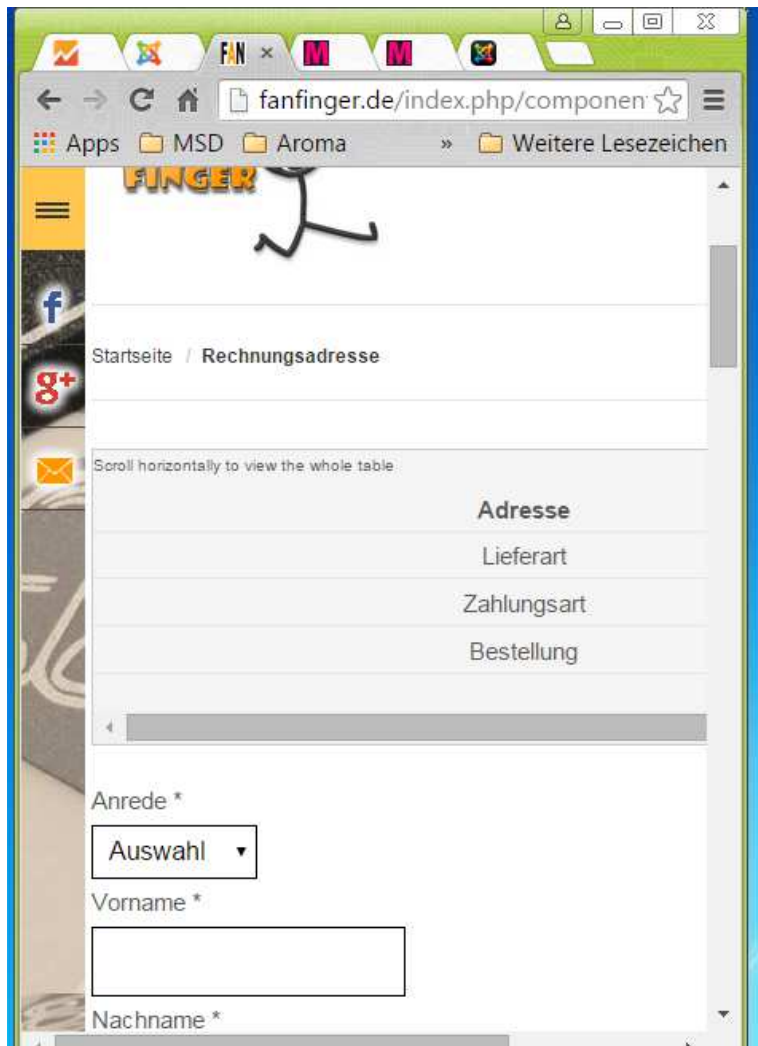 FAN
M
M
fanfinger.de/index.php/componen
Apps MSD Aroma » Weitere Lesezeichen
FINGER
f
g+
Startseite / Rechnungsadresse
Scroll horizontally to view the whole table
Adresse
Lieferart
Zahlungsart
Bestellung
Anrede *
Auswahl
Vorname *
Nachname *